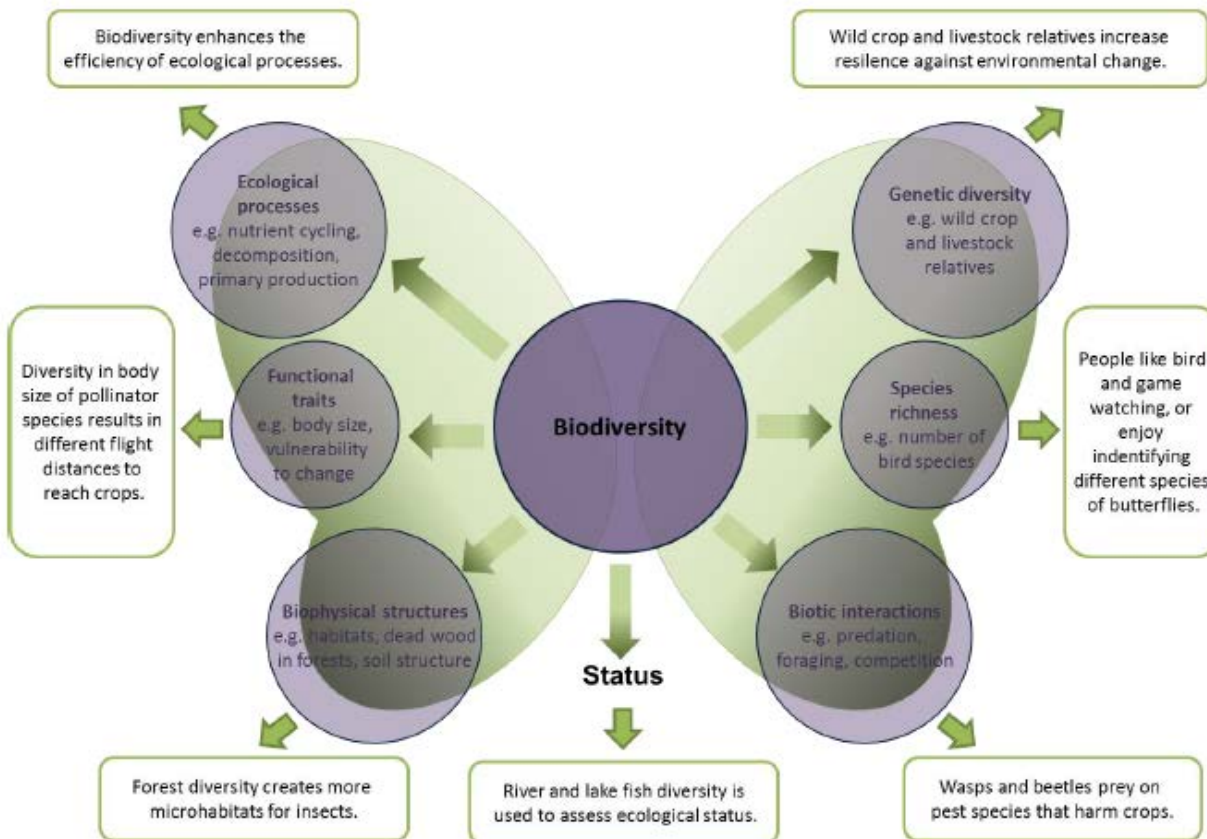 Biodiversity enhances the
efficiency of ecological processes.
Wild crop and livestock relatives increase
resilence against environmental change.
Ecological
processes
e.g. nutrient cycling,
decomposition,
primary production
Genetic diversity
e.g. wild crop
and livestock
relatives
Diversity in body
size of pollinator
species results in
different flight
distances to
reach crops.
Functional
traits
e.g. body size,
vulnerability
to change
Biodiversity
Species
richness
e.g. number of
bird species
People like bird
and game
watching, or
enjoy
indentifying
different species
of butterflies.
Biophysical structures
e.g. habitats, dead wood
in forests, soil structure
Status
Biotic interactions
e.g. predation,
foraging, competition
Forest diversity creates more
microhabitats for insects.
River and lake fish diversity is
used to assess ecological status.
Wasps and beetles prey on
pest species that harm crops.